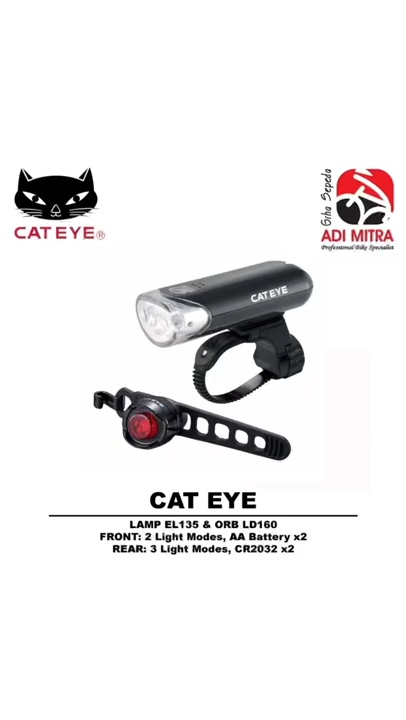 CATEYE®
Griya Sepeda
ADI MITRA
Professional Bike Specialist
CATEYE
CAT EYE
LAMP EL135 & ORB LD160
FRONT: 2 Light Modes, AA Battery x2
REAR: 3 Light Modes, CR2032 x2